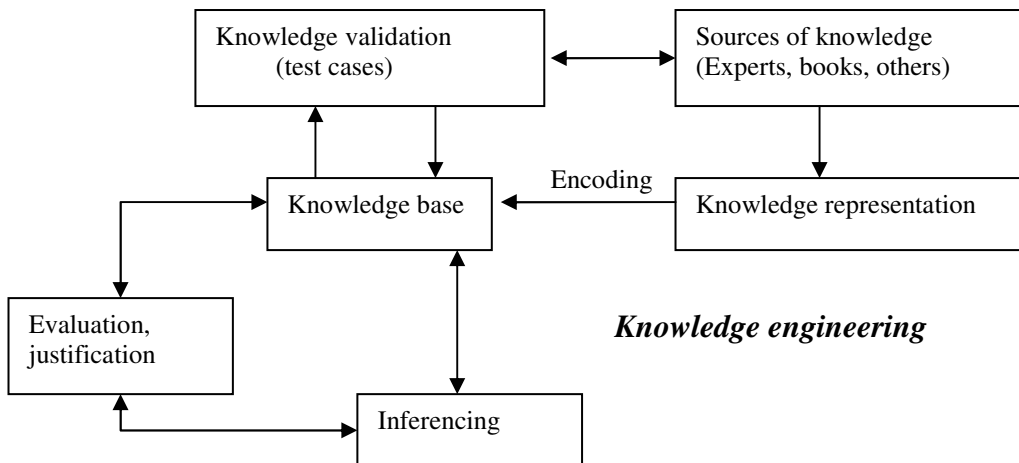 Knowledge validation
(test cases)
Sources of knowledge
(Experts, books, others)
Encoding
Knowledge base
Knowledge representation
Evaluation,
justification
Knowledge engineering
Inferencing